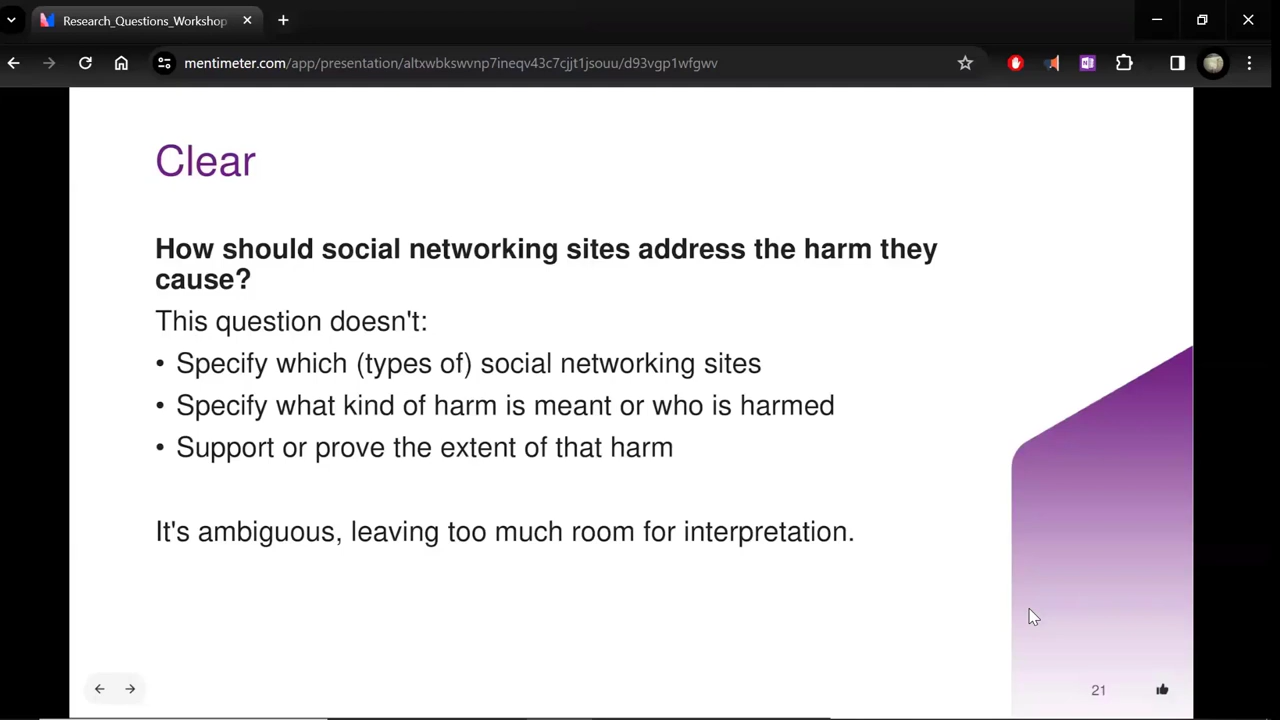 Research_Questions_Workshop
mentimeter.com/app/presentation/altxwbkswvnp7ineqv43c7cjjt1jsouu/d93vgp1wfgwv
Clear
How should social networking sites address the harm they
cause?
This question doesn't:
• Specify which (types of) social networking sites
• Specify what kind of harm is meant or who is harmed
• Support or prove the extent of that harm
It's ambiguous, leaving too much room for interpretation.
21